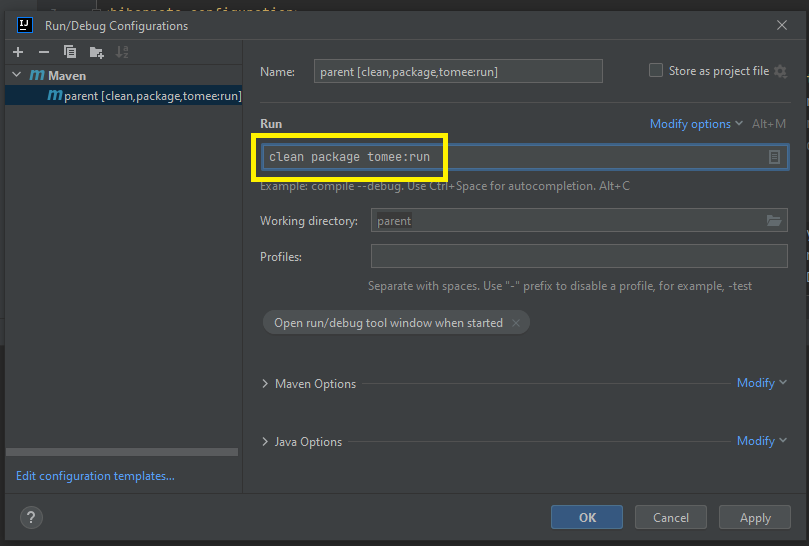 <hibernate-configuration>
Run/Debug Configurations
Maven
parent [clean,package,tomee:run]
Name:
parent [clean,package,tomee:run]
Store as project file
Run
Modify options
Alt+M
clean package tomee:run
Example: compile --debug. Use Ctrl+Space for autocompletion. Alt+C
Working directory:
parent
Profiles:
Separate with spaces. Use "-" prefix to disable a profile, for example, -test
Open run/debug tool window when started
Maven Options
Modify
Java Options
Modify
Edit configuration templates...
?
OK
Cancel
Apply